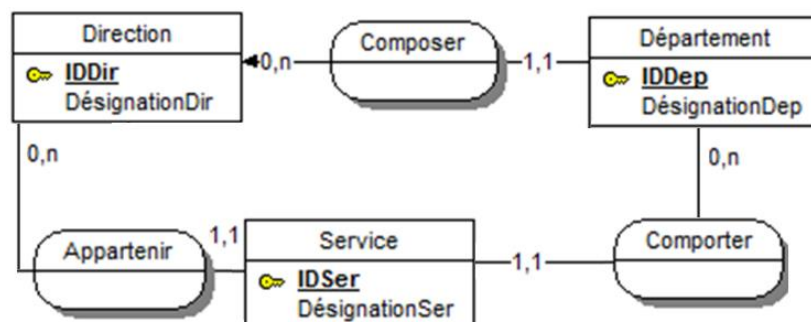 Direction
IDDir
DésignationDir
0,n
Composer
1,1
Département
IDDep
DésignationDep
0,n
0,n
Appartenir
1,1
Service
IDSer
DésignationSer
1,1
Comporter